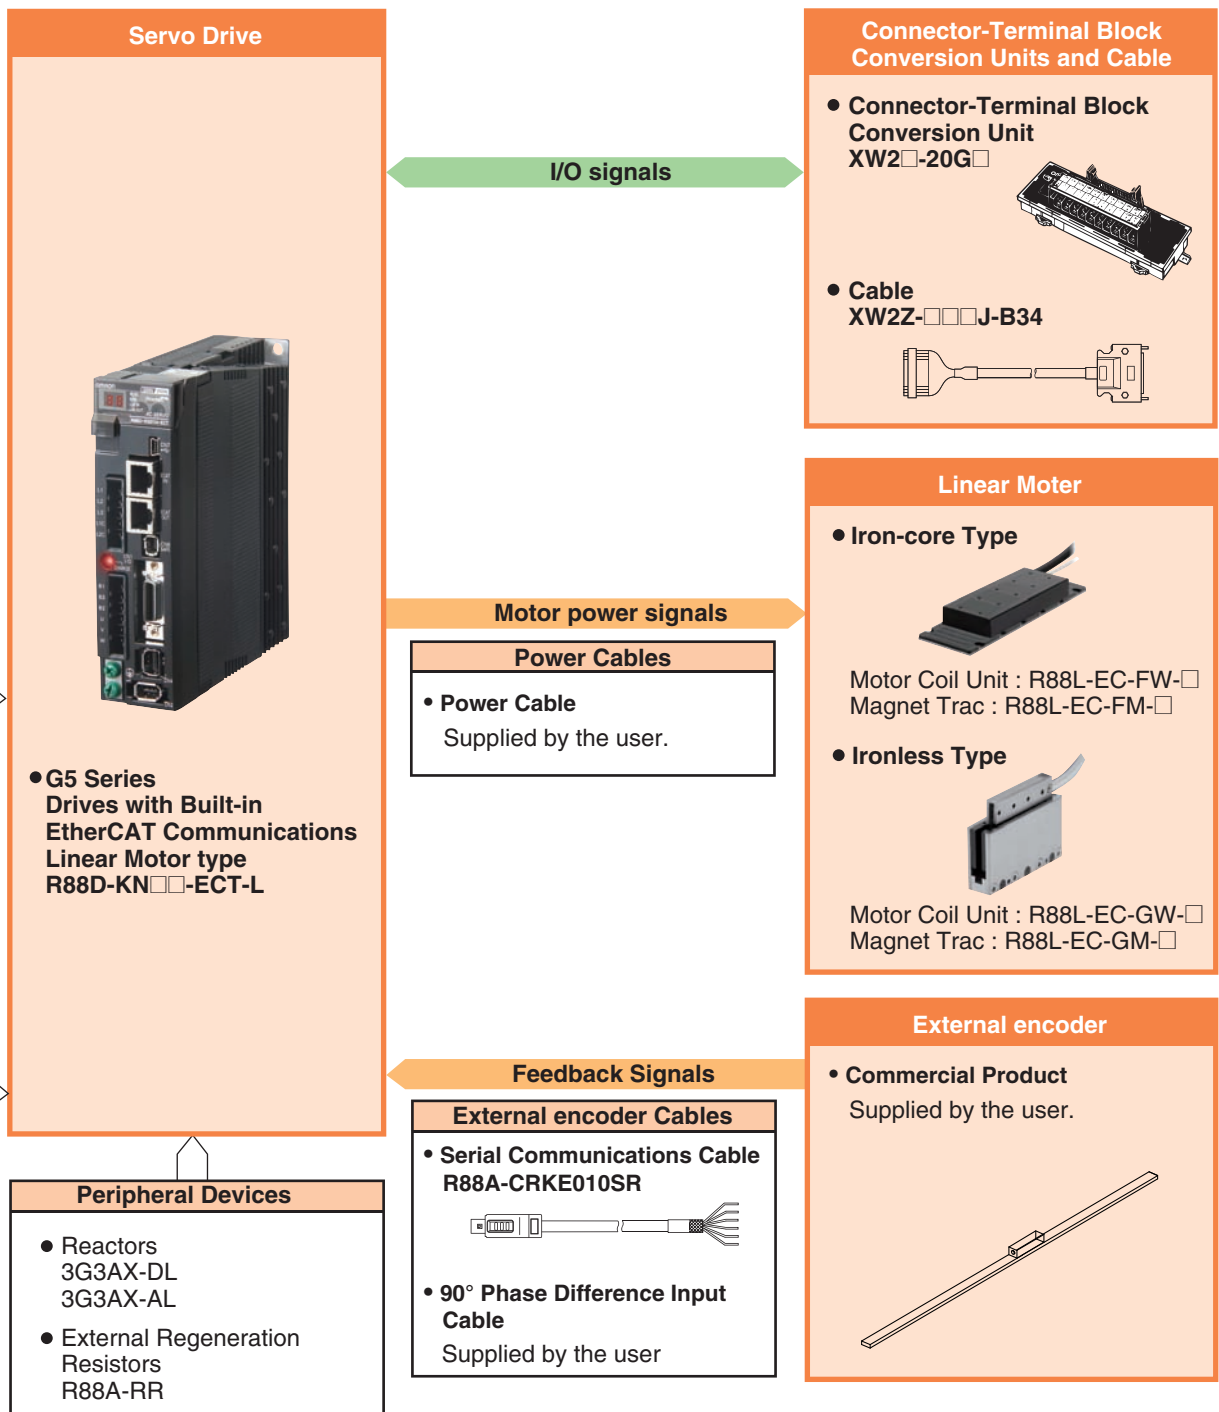 Servo Drive
G5 Series
Drives with Built-in
EtherCAT Communications
Linear Motor type
R88D-KN□□-ECT-L
Peripheral Devices
Reactors
3G3AX-DL
3G3AX-AL
External Regeneration
Resistors
R88A-RR
I/O signals
Motor power signals
Power Cables
Power Cable
Supplied by the user.
Feedback Signals
External encoder Cables
Serial Communications Cable
R88A-CRKE010SR
90° Phase Difference Input
Cable
Supplied by the user
Connector-Terminal Block
Conversion Units and Cable
Connector-Terminal Block
Conversion Unit
XW2□-20G□
Cable
XW2Z-□□□J-B34
Linear Moter
Iron-core Type
Motor Coil Unit : R88L-EC-FW-□
Magnet Trac : R88L-EC-FM-□
Ironless Type
Motor Coil Unit : R88L-EC-GW-□
Magnet Trac : R88L-EC-GM-□
External encoder
Commercial Product
Supplied by the user.